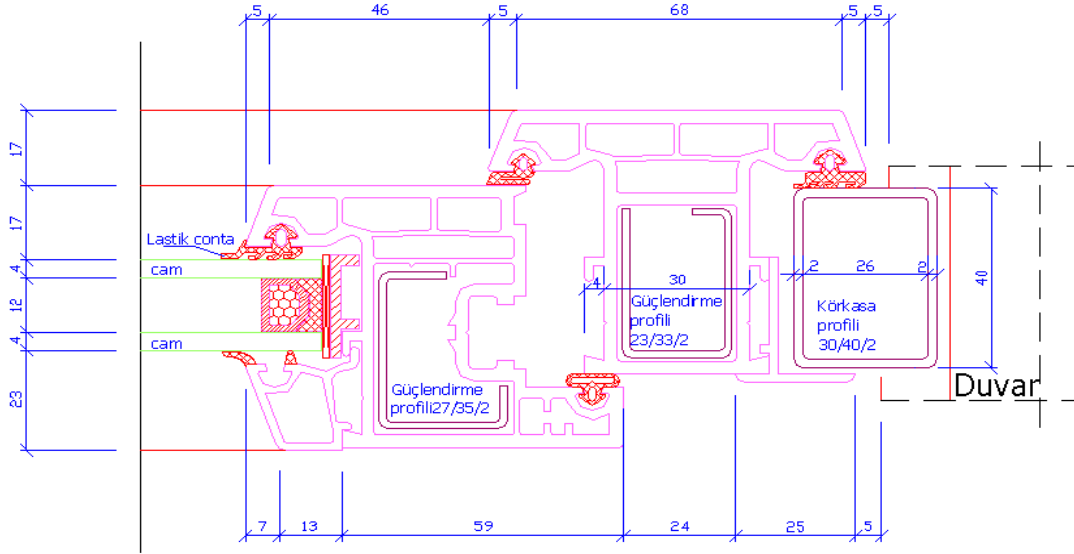 5 46 5 68 5 5
17
17
4
12
4
23
Lastik conta
cam
cam
Güçlendirme
profili27/35/2
4 30
Güçlendirme
profili
23/33/2
2 26 2
Körkasa
profili
30/40/2
40
Duvar
7 13 59 24 25 5